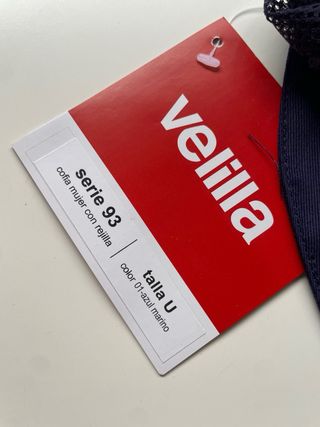 velilla
serie 93
cofia mujer con rejilla
talla U
color 01-azul marino